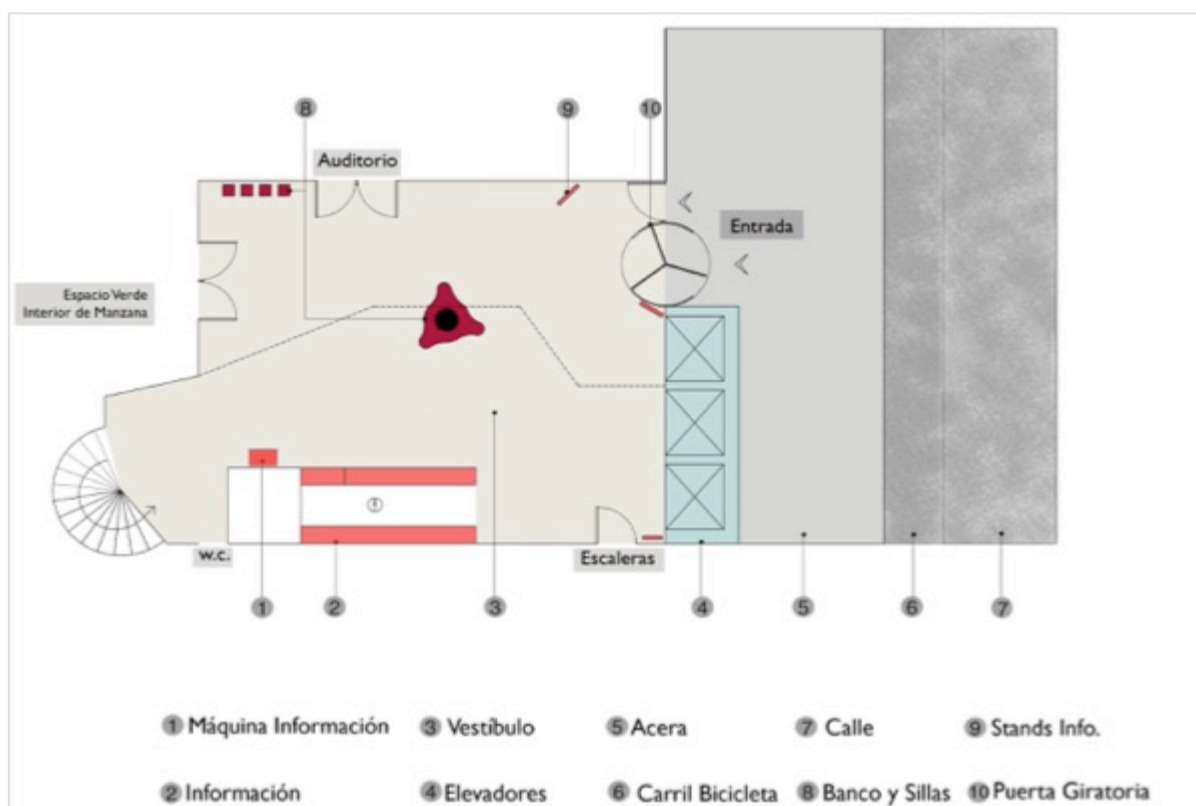 8
9
10
Auditorio
Entrada
Espacio Verde
Interior de Manzana
w.c.
Escaleras
1
2
3
4
5
6
7
1 Máquina Información
3 Vestíbulo
5 Acera
7 Calle
9 Stands Info.
2 Información
4 Elevadores
6 Carril Bicicleta
8 Banco y Sillas
10 Puerta Giratoria